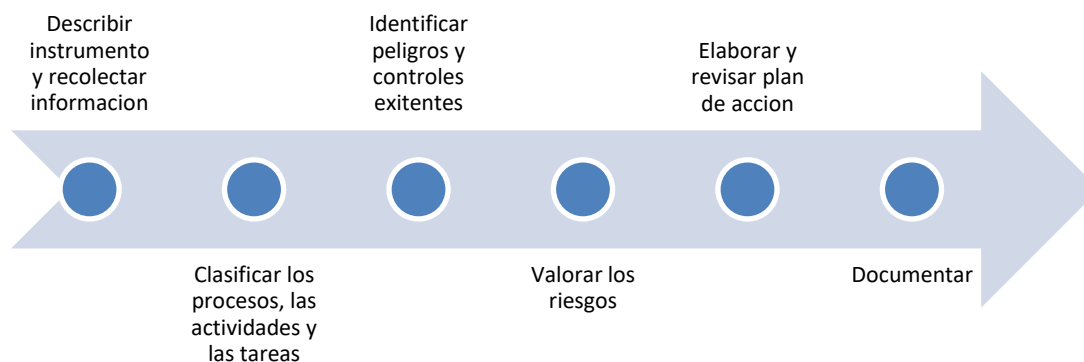 Describir
instrumento
y recolectar
informacion
Clasificar los
procesos, las
actividades y
las tareas
Identificar
peligros y
controles
exitentes
Valorar los
riesgos
Elaborar y
revisar plan
de accion
Documentar